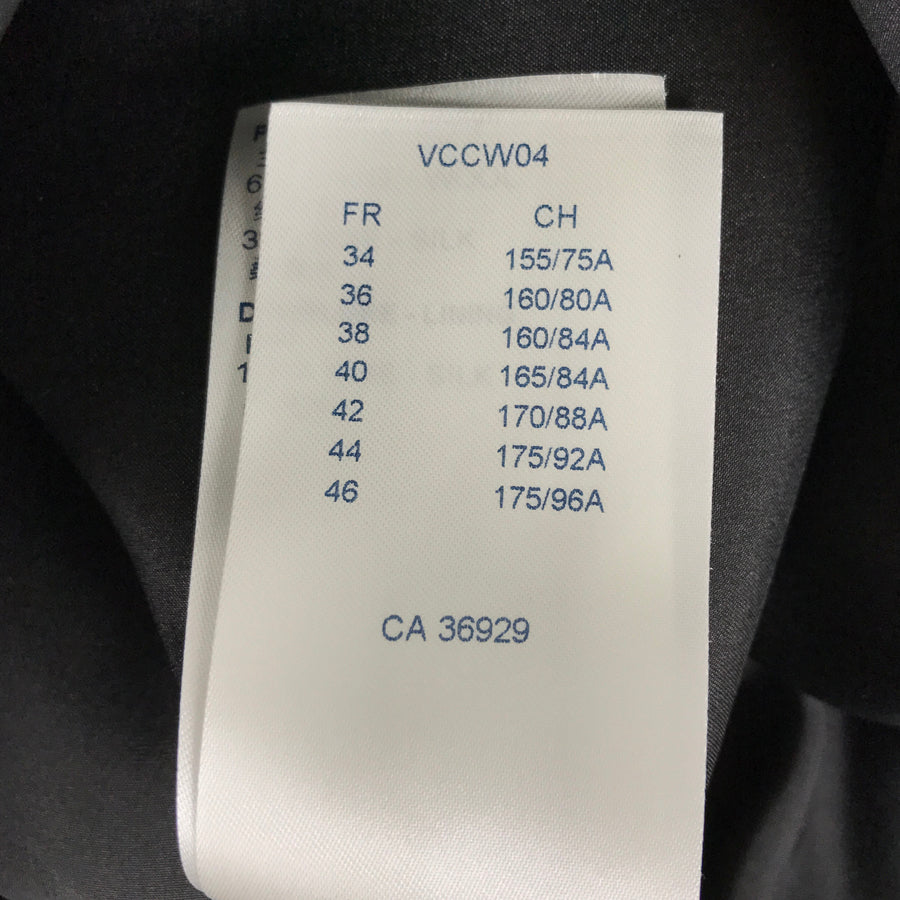 VCCW04
FR CH
34 155/75A
36 160/80A
38 160/84A
40 165/84A
42 170/88A
44 175/92A
46 175/96A
CA 36929